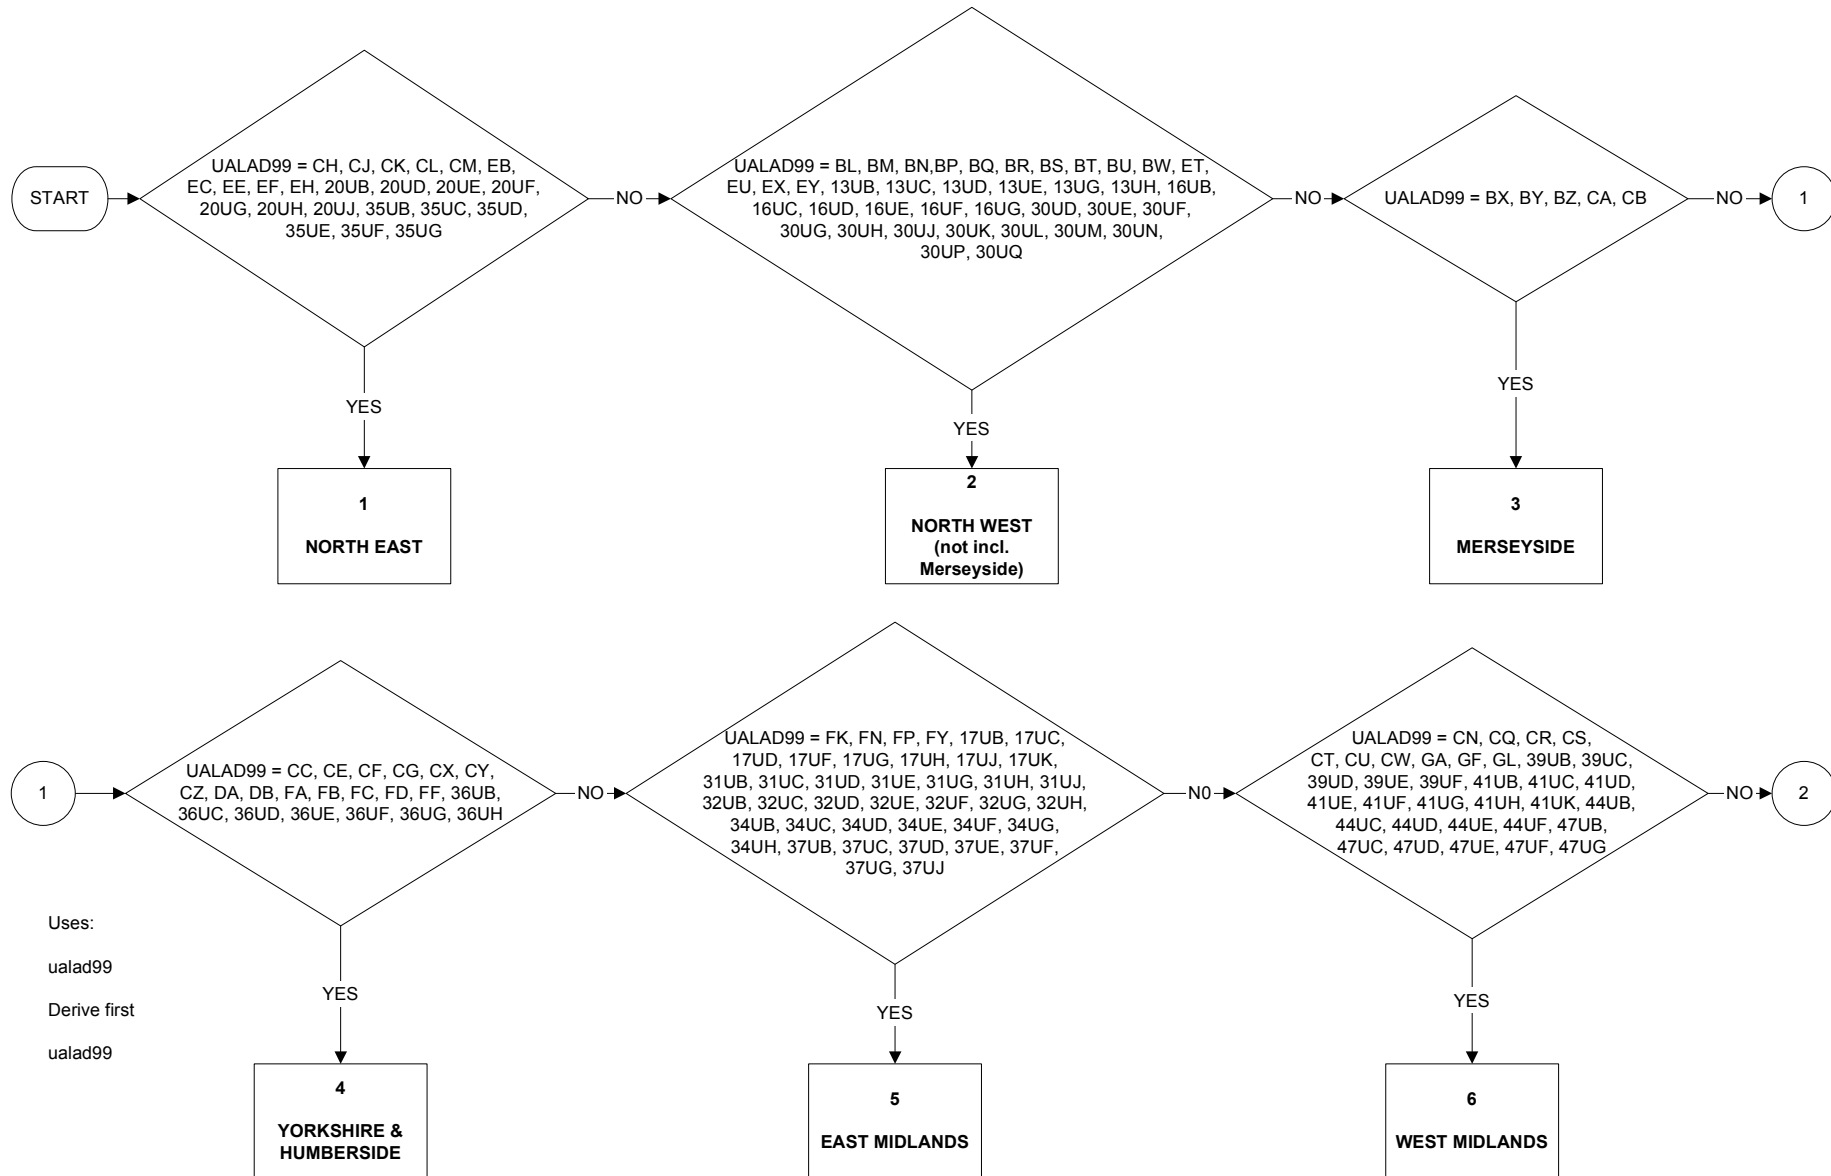 START
UALAD99 = CH, CJ, CK, CL, CM, EB,
EC, EE, EF, EH, 20UB, 20UD, 20UE, 20UF,
20UG, 20UH, 20UJ, 35UB, 35UC, 35UD,
35UE, 35UF, 35UG
NO
UALAD99 = BL, BM, BN,BP, BQ, BR, BS, BT, BU, BW, ET,
EU, EX, EY, 13UB, 13UC, 13UD, 13UE, 13UG, 13UH, 16UB,
16UC, 16UD, 16UE, 16UF, 16UG, 30UD, 30UE, 30UF,
30UG, 30UH, 30UJ, 30UK, 30UL, 30UM, 30UN,
30UP, 30UQ
NO
UALAD99 = BX, BY, BZ, CA, CB
NO
1
YES
YES
YES
1
NORTH EAST
2
NORTH WEST
(not incl.
Merseyside)
3
MERSEYSIDE
1
UALAD99 = CC, CE, CF, CG, CX, CY,
CZ, DA, DB, FA, FB, FC, FD, FF, 36UB,
36UC, 36UD, 36UE, 36UF, 36UG, 36UH
NO
UALAD99 = FK, FN, FP, FY, 17UB, 17UC,
17UD, 17UF, 17UG, 17UH, 17UJ, 17UK,
31UB, 31UC, 31UD, 31UE, 31UG, 31UH, 31UJ,
32UB, 32UC, 32UD, 32UE, 32UF, 32UG, 32UH,
34UB, 34UC, 34UD, 34UE, 34UF, 34UG,
34UH, 37UB, 37UC, 37UD, 37UE, 37UF,
37UG, 37UJ
N0
UALAD99 = CN, CQ, CR, CS,
CT, CU, CW, GA, GF, GL, 39UB, 39UC,
39UD, 39UE, 39UF, 41UB, 41UC, 41UD,
41UE, 41UF, 41UG, 41UH, 41UK, 44UB,
44UC, 44UD, 44UE, 44UF, 47UB,
47UC, 47UD, 47UE, 47UF, 47UG
NO
2
Uses:
ualad99
Derive first
ualad99
YES
YES
YES
4
YORKSHIRE &
HUMBERSIDE
5
EAST MIDLANDS
6
WEST MIDLANDS